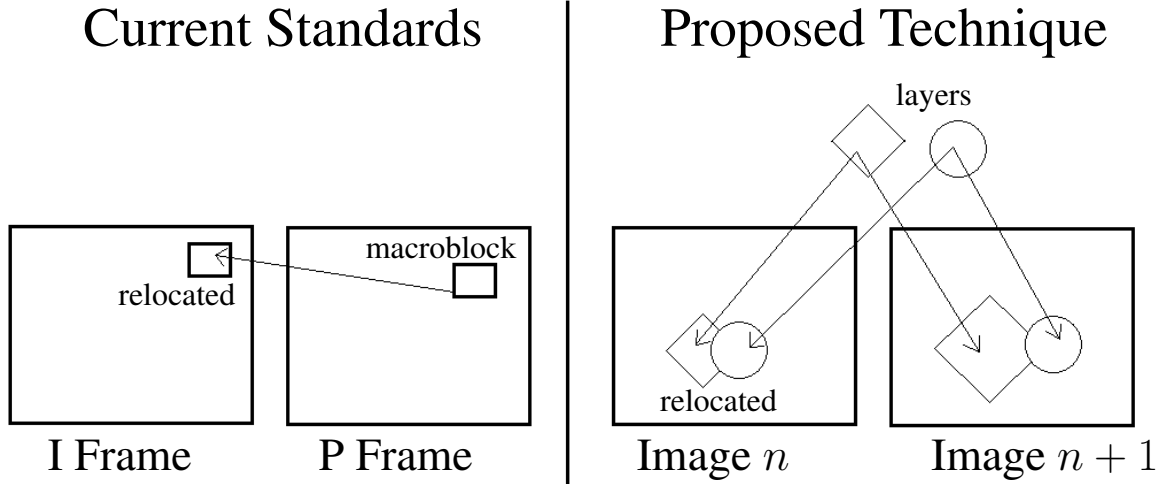 Current Standards
macroblock
relocated
I Frame
P Frame
Proposed Technique
layers
relocated
Image n
Image n + 1